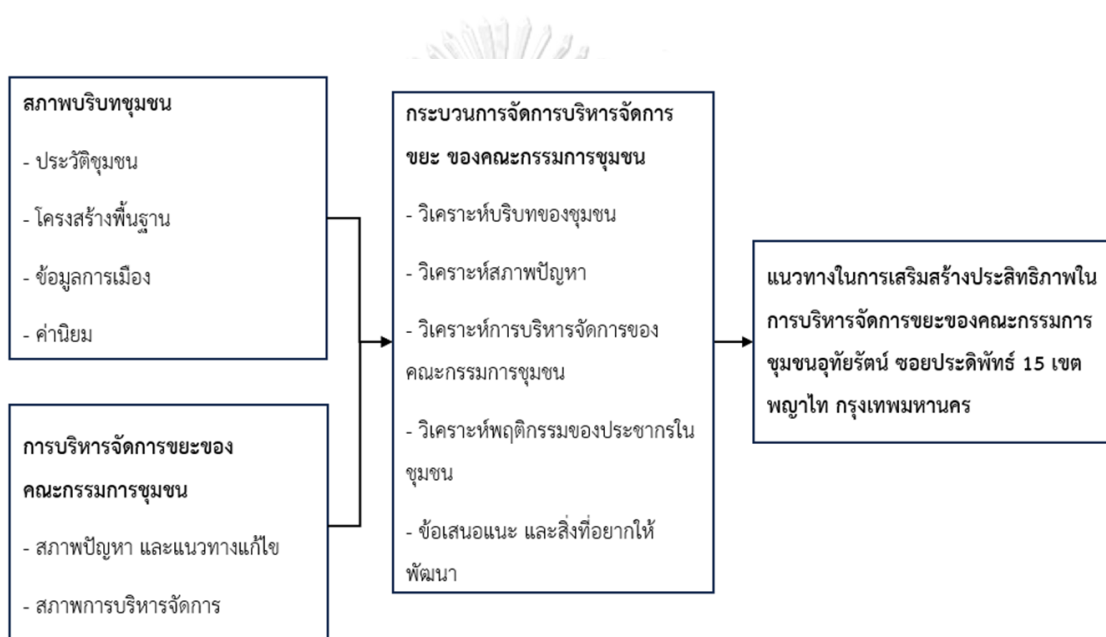 สภาพบริบทชุมชน
- ประวัติชุมชน
- โครงสร้างพื้นฐาน
- ข้อมูลการเมือง
- ค่านิยม
การบริหารจัดการขยะของ
คณะกรรมการชุมชน
- สภาพปัญหา และแนวทางแก้ไข
- สภาพการบริหารจัดการ
กระบวนการจัดการบริหารจัดการ
ขยะ ของคณะกรรมการชุมชน
- วิเคราะห์บริบทของชุมชน
- วิเคราะห์สภาพปัญหา
- วิเคราะห์การบริหารจัดการของ
คณะกรรมการชุมชน
- วิเคราะห์พฤติกรรมของประชากรใน
ชุมชน
- ข้อเสนอแนะ และสิ่งที่อยากให้
พัฒนา
แนวทางในการเสริมสร้างประสิทธิภาพใน
การบริหารจัดการขยะของคณะกรรมการ
ชุมชนอุทัยรัตน์ ซอยประดิพัทธ์ 15 เขต
พญาไท กรุงเทพมหานคร